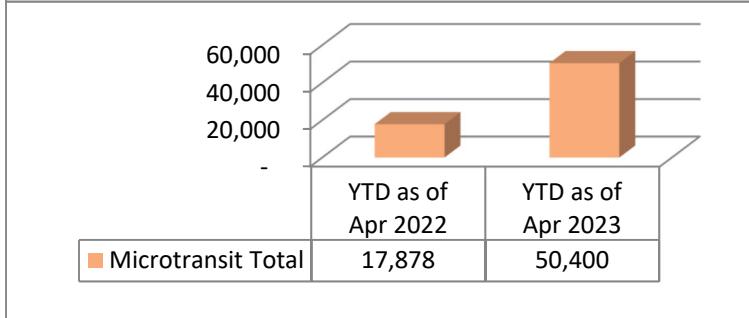 60,000
40,000
20,000
-
YTD as of YTD as of
Apr 2022 Apr 2023
Microtransit Total 17,878 50,400